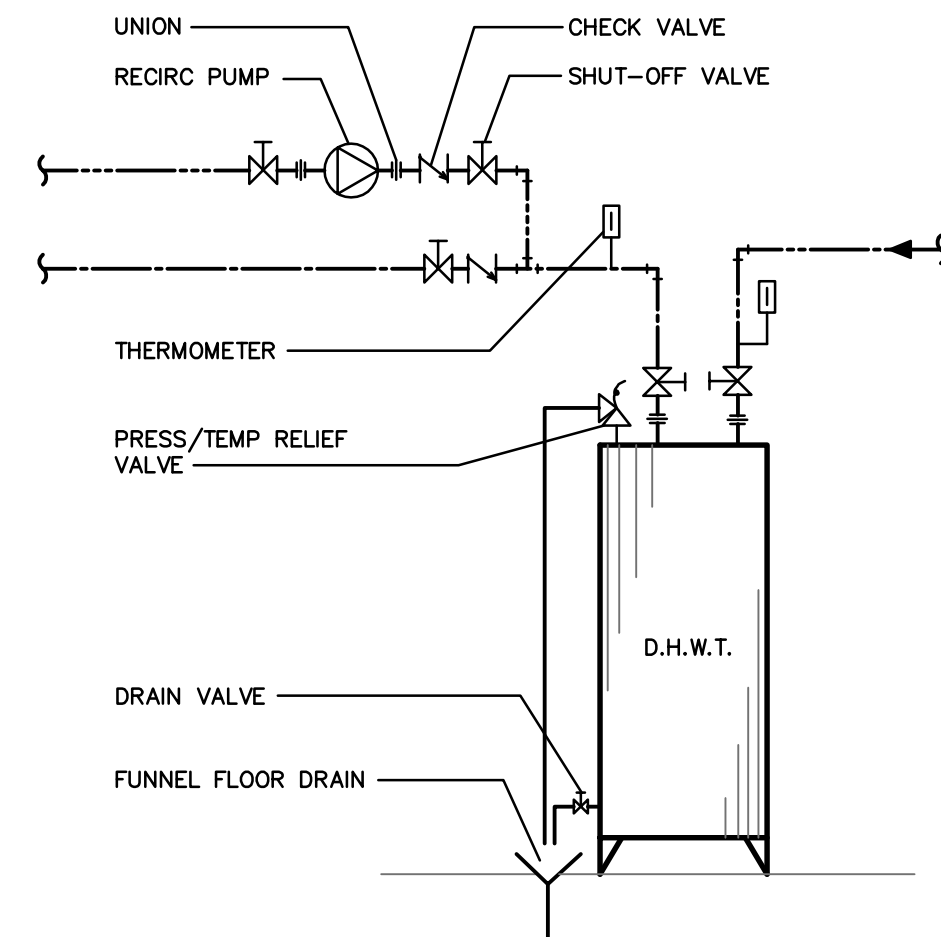 UNION
CHECK VALVE
RECIRC PUMP
SHUT-OFF VALVE
THERMOMETER
PRESS/TEMP RELIEF
VALVE
D.H.W.T.
DRAIN VALVE
FUNNEL FLOOR DRAIN